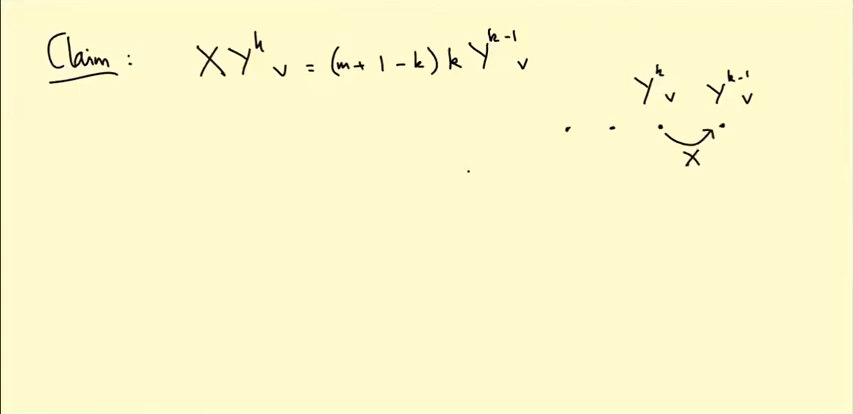 Claim : XY^k v = (m + 1 - k) k Y^{k-1} v
Y^k v Y^{k-1} v
X